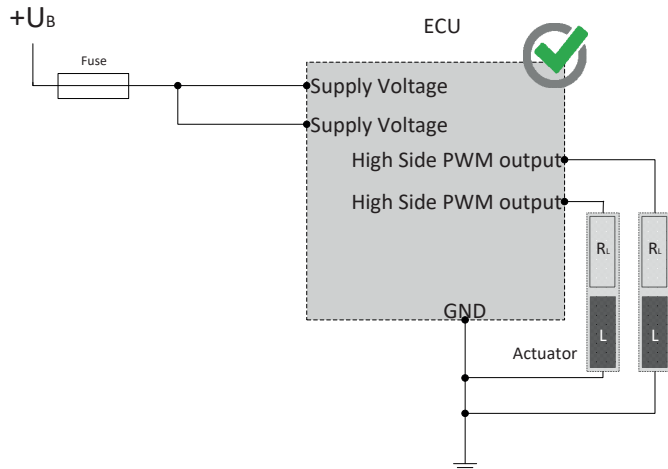 +UB
ECU
Fuse
Supply Voltage
Supply Voltage
High Side PWM output
High Side PWM output
RL
RL
GND
L
L
Actuator